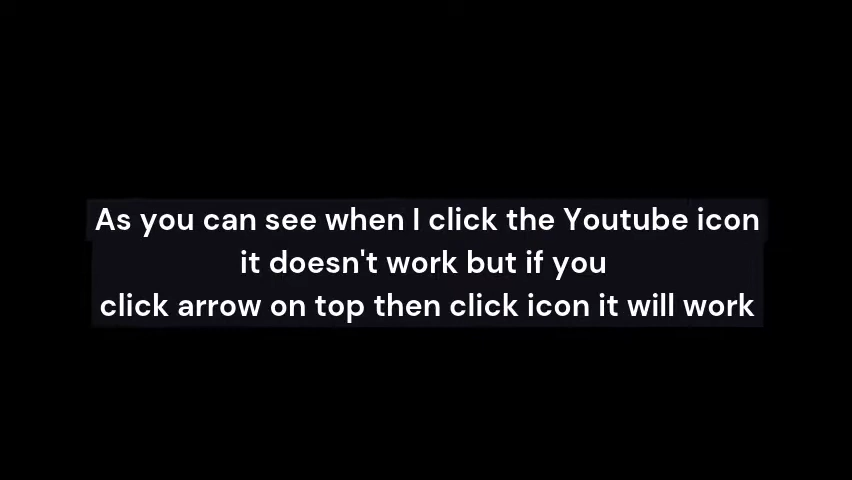 As you can see when I click the Youtube icon
it doesn't work but if you
click arrow on top then click icon it will work